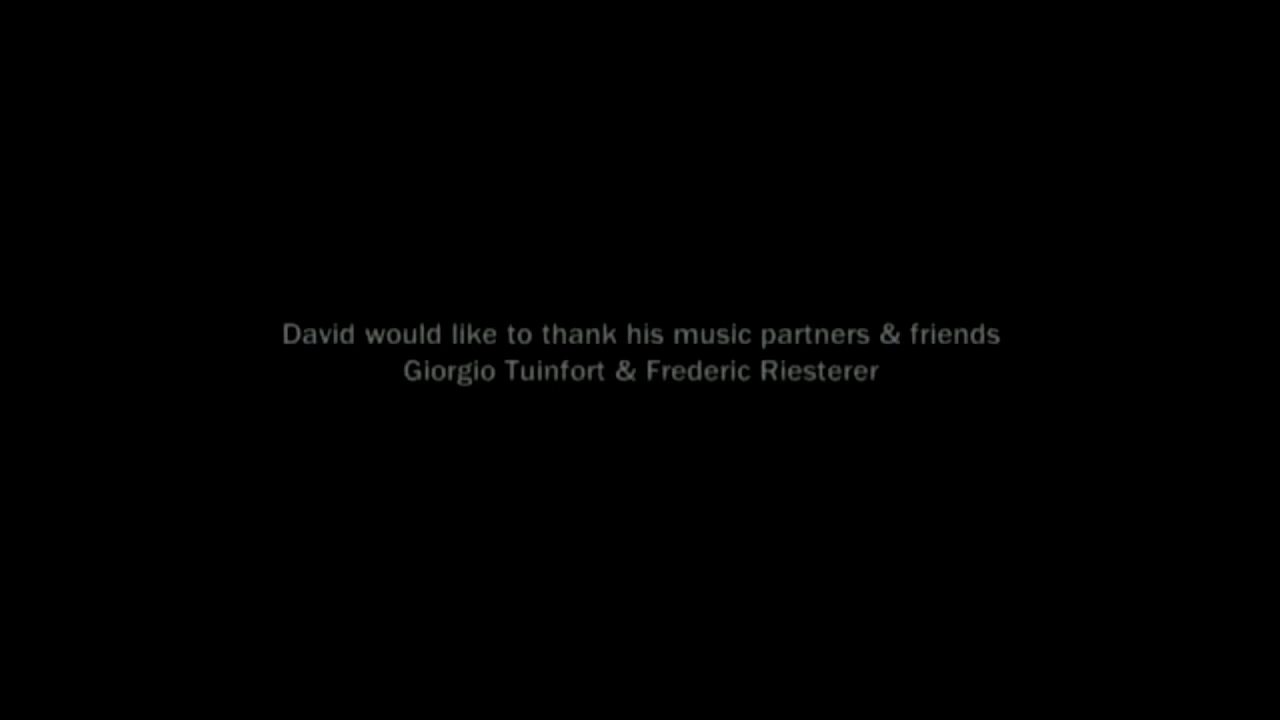 David would like to thank his music partners & friends
Giorgio Tuinfort & Frederic Riesterer